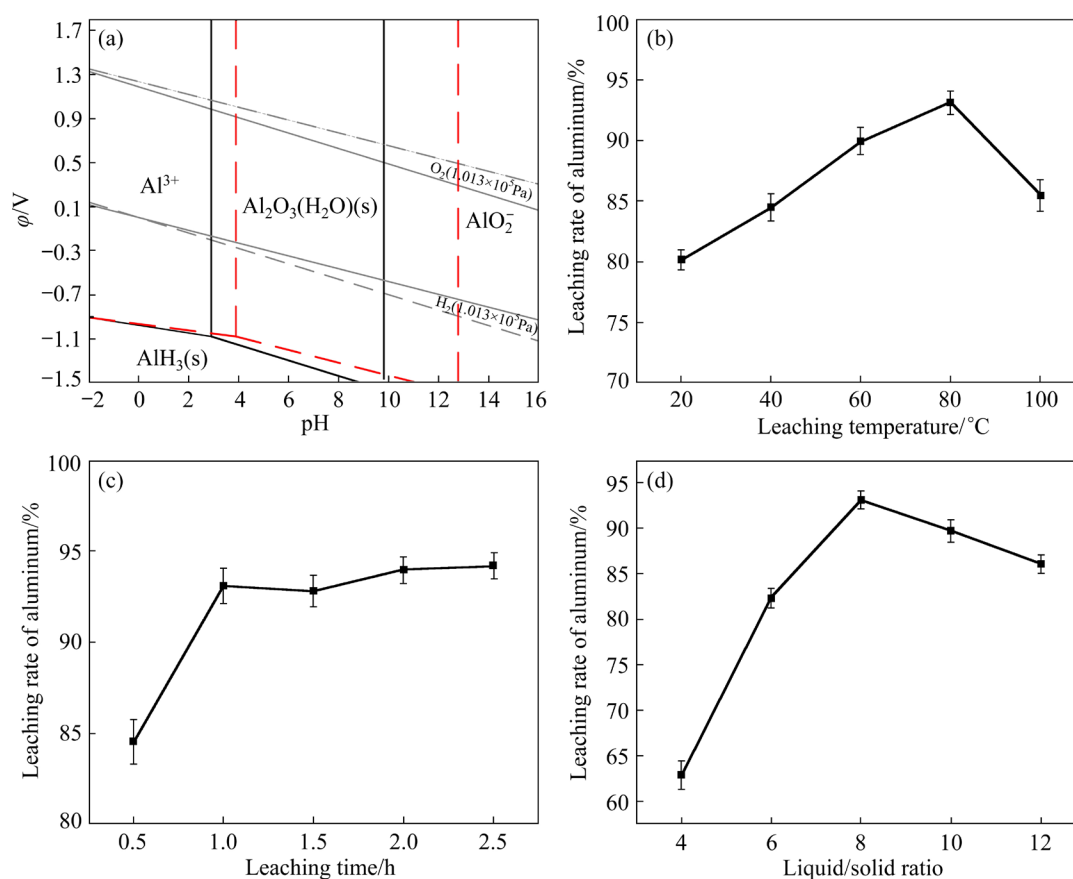 (a)
1.7
1.3
0.9
0.5
0.1
−0.3
−0.7
−1.1
−1.5
φ/V
Al³⁺
Al₂O₃(H₂O)(s)
AlO₂⁻
O₂(1.013×10⁵Pa)
H₂(1.013×10⁵Pa)
AlH₃(s)
−2 0 2 4 6 8 10 12 14 16
pH
(b)
100
95
90
85
80
75
70
Leaching rate of aluminum/%
20 40 60 80 100
Leaching temperature/°C
(c)
100
95
90
85
80
Leaching rate of aluminum/%
0.5 1.0 1.5 2.0 2.5
Leaching time/h
(d)
95
90
85
80
75
70
65
60
Leaching rate of aluminum/%
4 6 8 10 12
Liquid/solid ratio